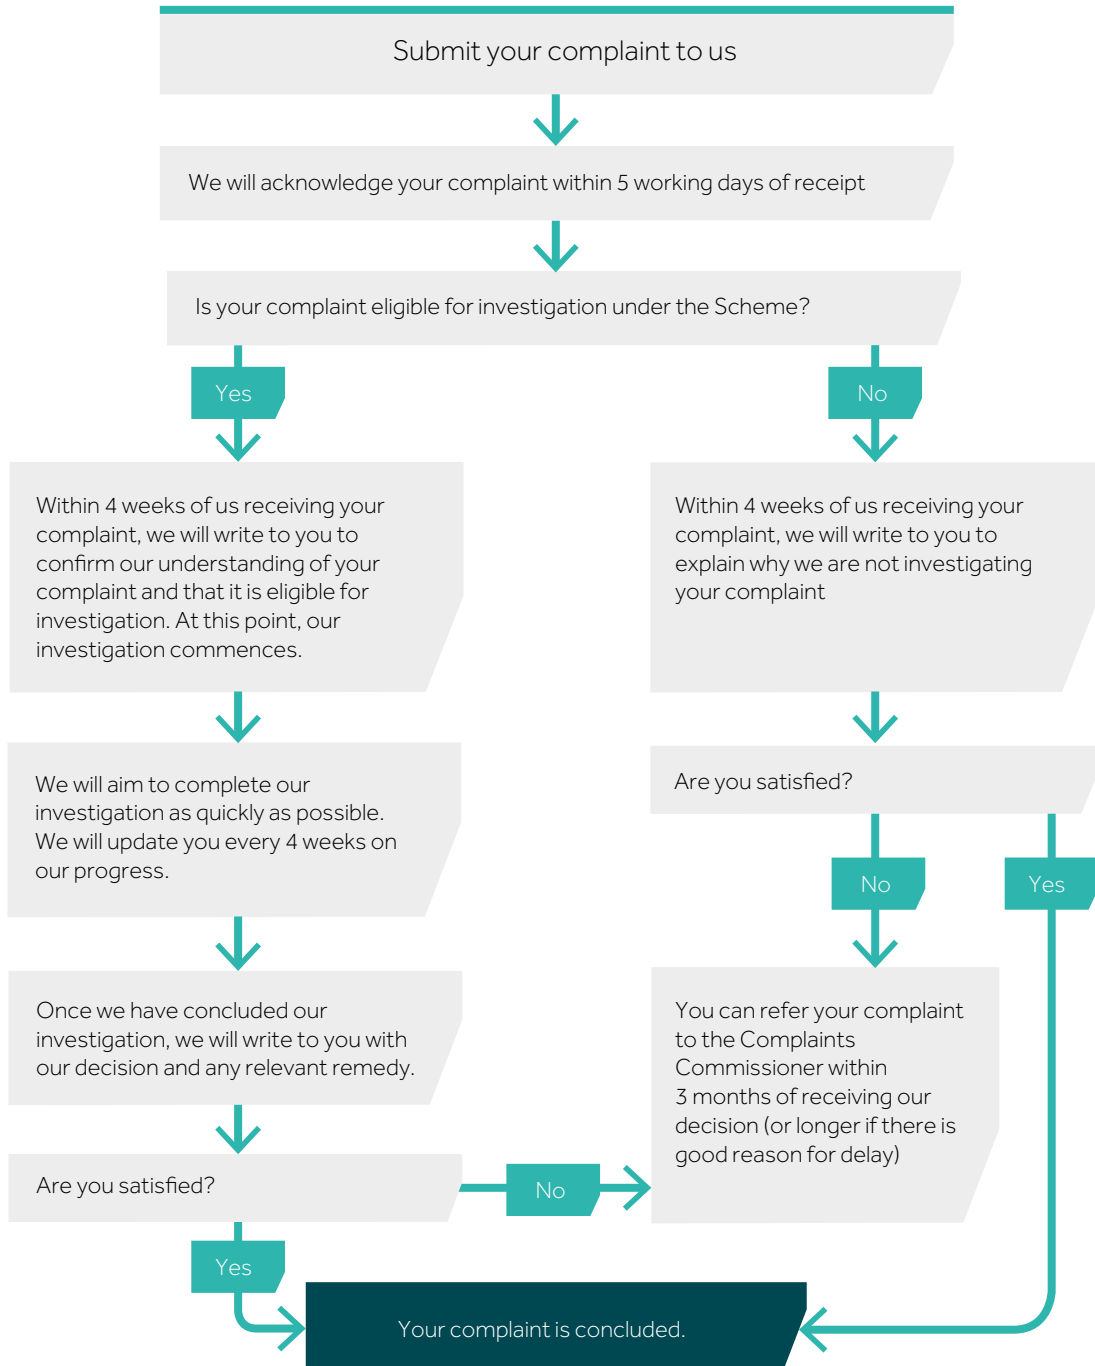 Submit your complaint to us
We will acknowledge your complaint within 5 working days of receipt
Is your complaint eligible for investigation under the Scheme?
Yes
No
Within 4 weeks of us receiving your
complaint, we will write to you to
confirm our understanding of your
complaint and that it is eligible for
investigation. At this point, our
investigation commences.
Within 4 weeks of us receiving your
complaint, we will write to you to
explain why we are not investigating
your complaint
We will aim to complete our
investigation as quickly as possible.
We will update you every 4 weeks on
our progress.
Are you satisfied?
No
Yes
Once we have concluded our
investigation, we will write to you with
our decision and any relevant remedy.
You can refer your complaint
to the Complaints
Commissioner within
3 months of receiving our
decision (or longer if there is
good reason for delay)
Are you satisfied?
No
Yes
Your complaint is concluded.